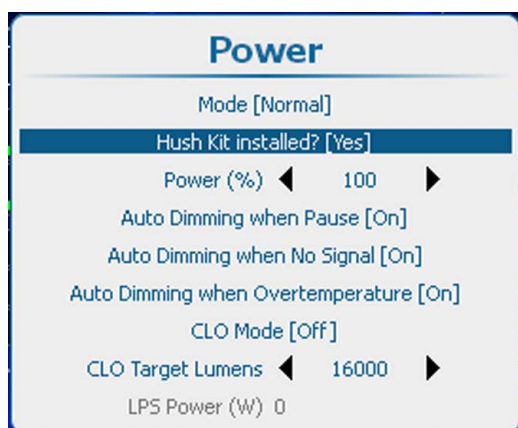 Power
Mode [Normal]
Hush Kit installed? [Yes]
Power (%) 100
Auto Dimming when Pause [On]
Auto Dimming when No Signal [On]
Auto Dimming when Overtemperature [On]
CLO Mode [Off]
CLO Target Lumens 16000
LPS Power (W) 0